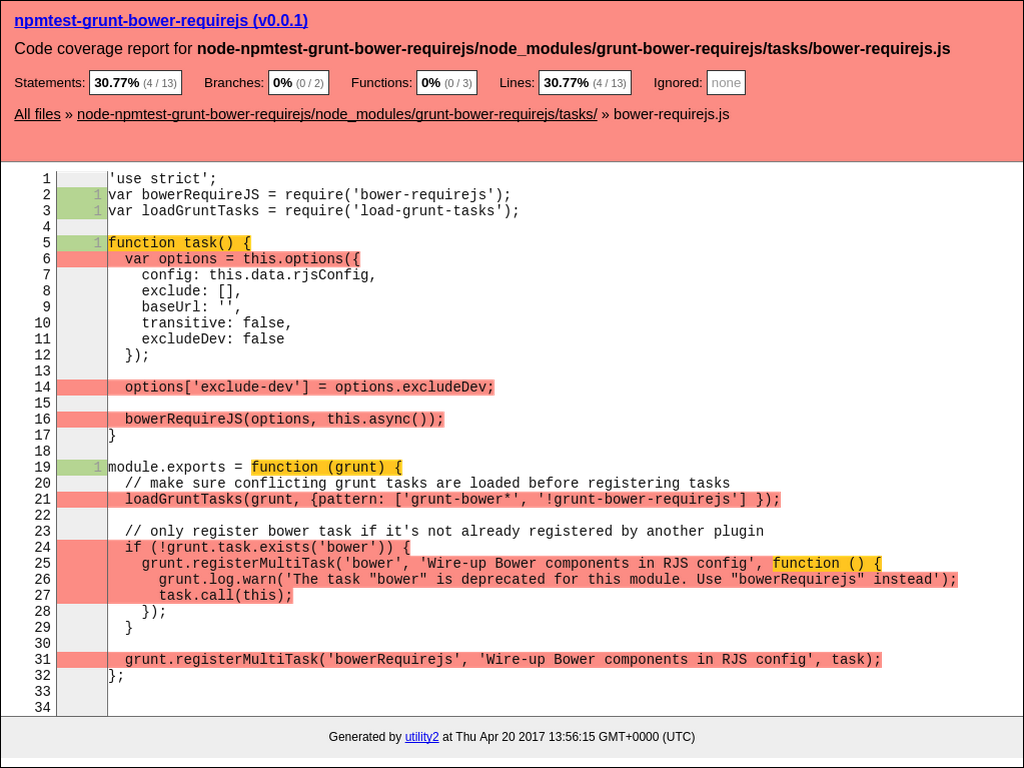 npmtest-grunt-bower-requirejs (v0.0.1)
Code coverage report for node-npmtest-grunt-bower-requirejs/node_modules/grunt-bower-requirejs/tasks/bower-requirejs.js
Statements: 30.77% (4 / 13) Branches: 0% (0 / 2) Functions: 0% (0 / 3) Lines: 30.77% (4 / 13) Ignored: none
All files » node-npmtest-grunt-bower-requirejs/node_modules/grunt-bower-requirejs/tasks/ » bower-requirejs.js
1 'use strict';
2 1 var bowerRequireJS = require('bower-requirejs');
3 1 var loadGruntTasks = require('load-grunt-tasks');
4
5 1 function task() {
6 var options = this.options({
7 config: this.data.rjsConfig,
8 exclude: [],
9 baseUrl: '',
10 transitive: false,
11 excludeDev: false
12 });
13
14 options['exclude-dev'] = options.excludeDev;
15
16 bowerRequireJS(options, this.async());
17 }
18
19 1 module.exports = function (grunt) {
20 // make sure conflicting grunt tasks are loaded before registering tasks
21 loadGruntTasks(grunt, {pattern: ['grunt-bower*', '!grunt-bower-requirejs'] });
22
23 // only register bower task if it's not already registered by another plugin
24 if (!grunt.task.exists('bower')) {
25 grunt.registerMultiTask('bower', 'Wire-up Bower components in RJS config', function () {
26 grunt.log.warn('The task "bower" is deprecated for this module. Use "bowerRequirejs" instead');
27 task.call(this);
28 });
29 }
30
31 grunt.registerMultiTask('bowerRequirejs', 'Wire-up Bower components in RJS config', task);
32 };
33
34
Generated by utility2 at Thu Apr 20 2017 13:56:15 GMT+0000 (UTC)